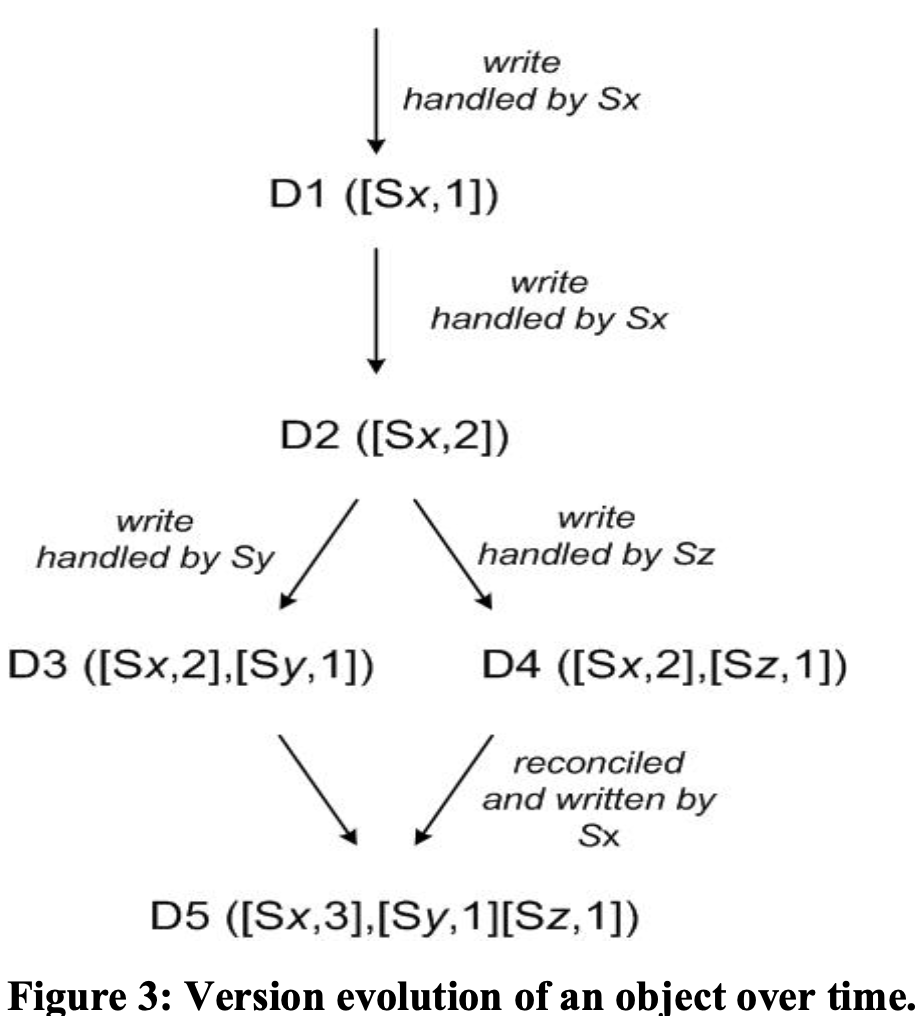 write
handled by Sx
D1 ([Sx,1])
write
handled by Sx
D2 ([Sx,2])
write
handled by Sy
write
handled by Sz
D3 ([Sx,2],[Sy,1])
D4 ([Sx,2],[Sz,1])
reconciled
and written by
Sx
D5 ([Sx,3],[Sy,1][Sz,1])
Figure 3: Version evolution of an object over time.